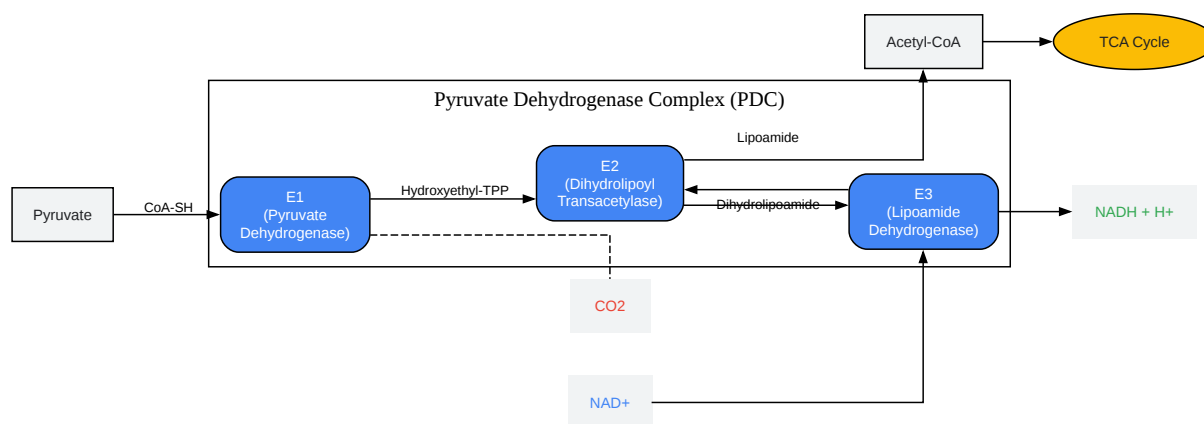 Acetyl-CoA
TCA Cycle
Pyruvate Dehydrogenase Complex (PDC)
Lipoamide
E2
(Dihydrolipoyl
Transacetylase)
E1
(Pyruvate
Dehydrogenase)
Hydroxyethyl-TPP
Dihydrolipoamide
E3
(Lipoamide
Dehydrogenase)
Pyruvate
CoA-SH
NADH + H+
CO2
NAD+